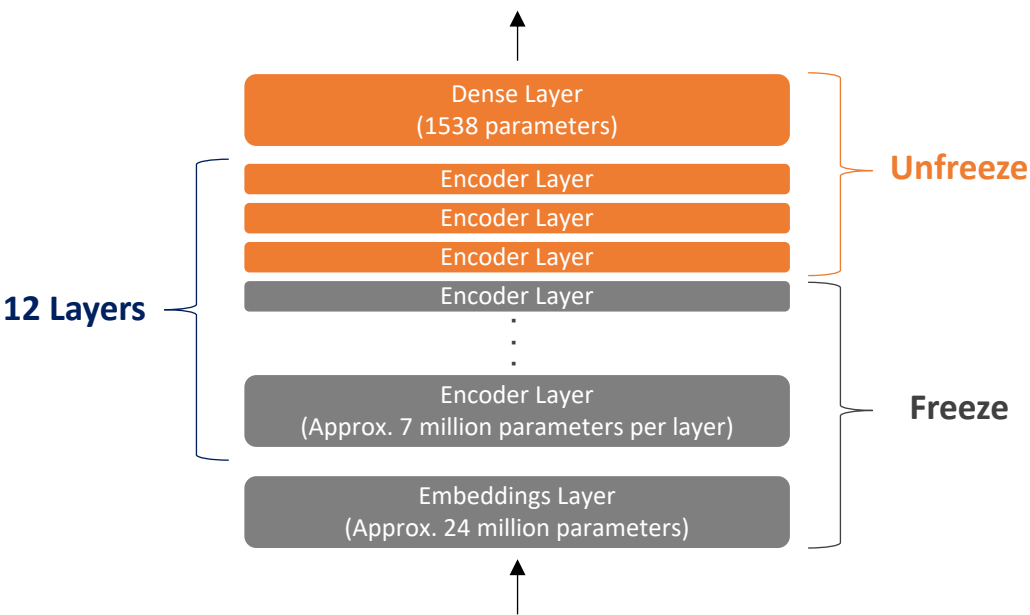 Dense Layer
(1538 parameters)
Unfreeze
Encoder Layer
Encoder Layer
Encoder Layer
Encoder Layer
12 Layers
Encoder Layer
(Approx. 7 million parameters per layer)
Freeze
Embeddings Layer
(Approx. 24 million parameters)